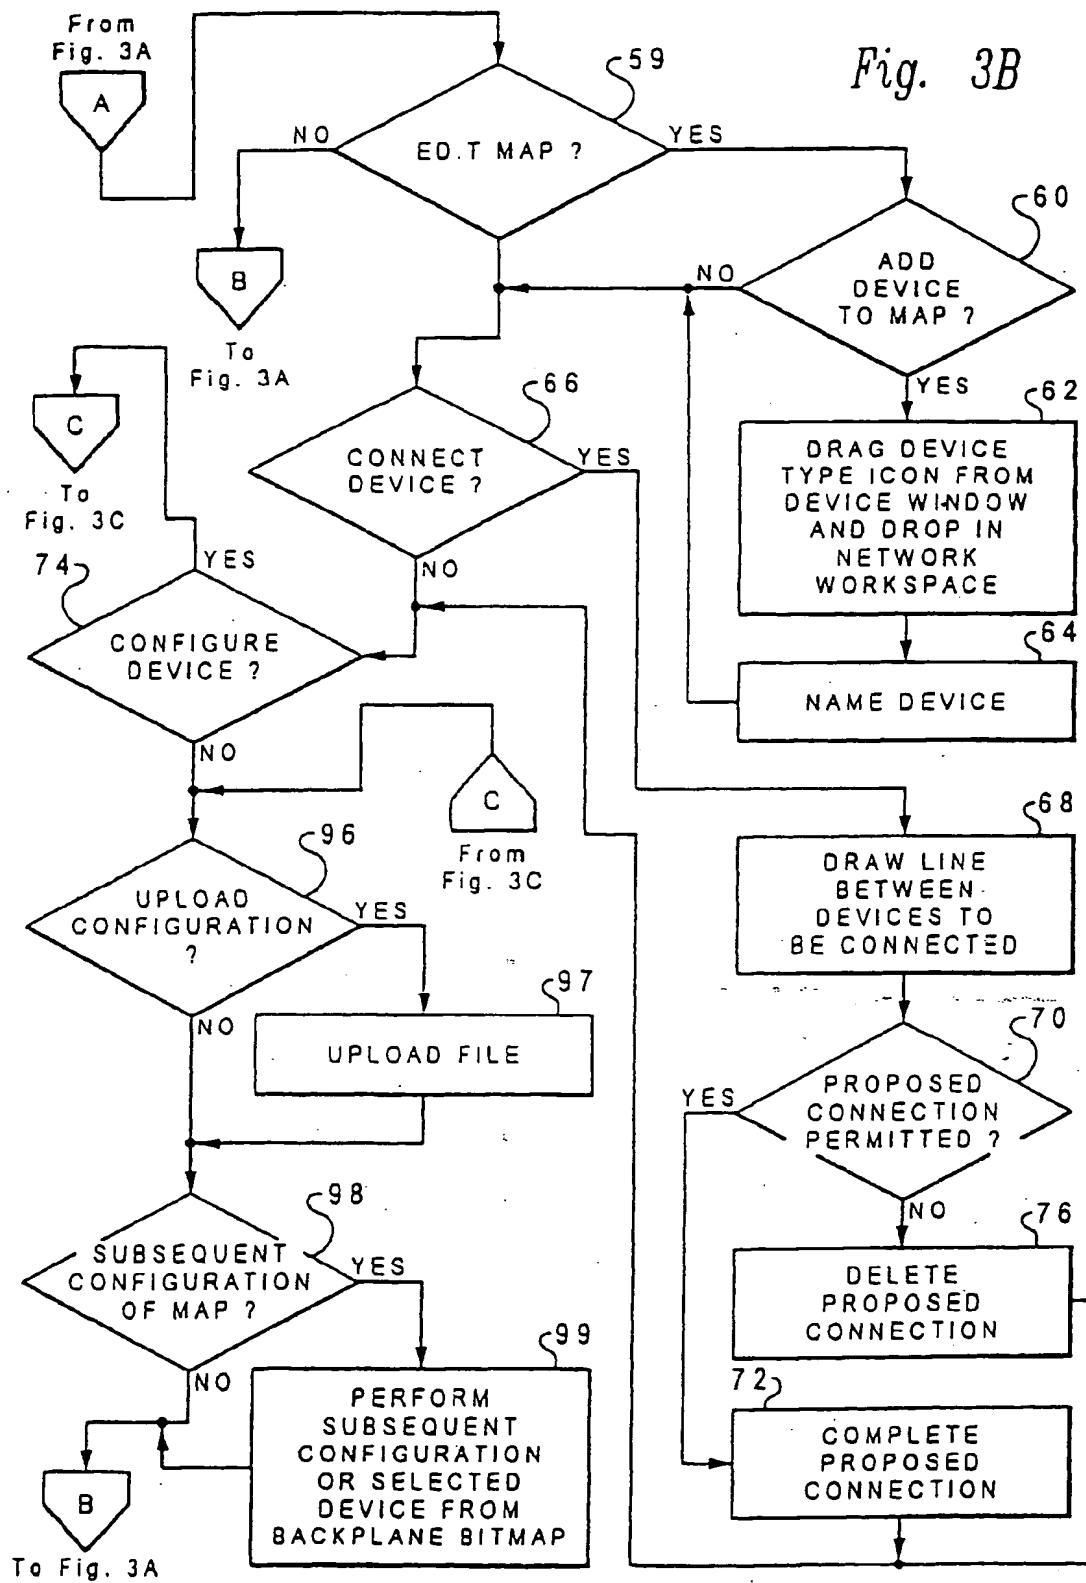 From
Fig. 3A
A
Fig. 3B
59
NO
ED.T MAP ?
YES
60
B
To
Fig. 3A
NO
ADD
DEVICE
TO MAP ?
YES
C
To
Fig. 3C
66
CONNECT
DEVICE ?
YES
NO
62
DRAG DEVICE
TYPE ICON FROM
DEVICE WINDOW
AND DROP IN
NETWORK
WORKSPACE
74
YES
CONFIGURE
DEVICE ?
NO
64
NAME DEVICE
C
From
Fig. 3C
68
DRAW LINE
BETWEEN
DEVICES TO
BE CONNECTED
96
UPLOAD
CONFIGURATION
?
YES
NO
97
UPLOAD FILE
70
YES
PROPOSED
CONNECTION
PERMITTED ?
NO
98
SUBSEQUENT
CONFIGURATION
OF MAP ?
YES
NO
76
DELETE
PROPOSED
CONNECTION
99
PERFORM
SUBSEQUENT
CONFIGURATION
OR SELECTED
DEVICE FROM
BACKPLANE BITMAP
72
COMPLETE
PROPOSED
CONNECTION
B
To Fig. 3A